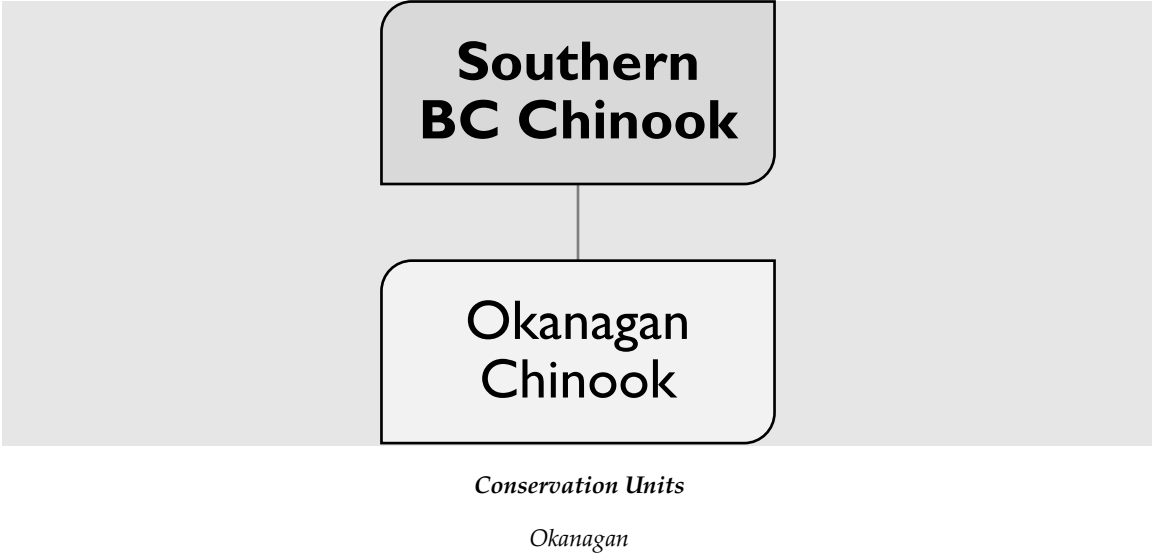 Southern
BC Chinook
Okanagan
Chinook
Conservation Units
Okanagan